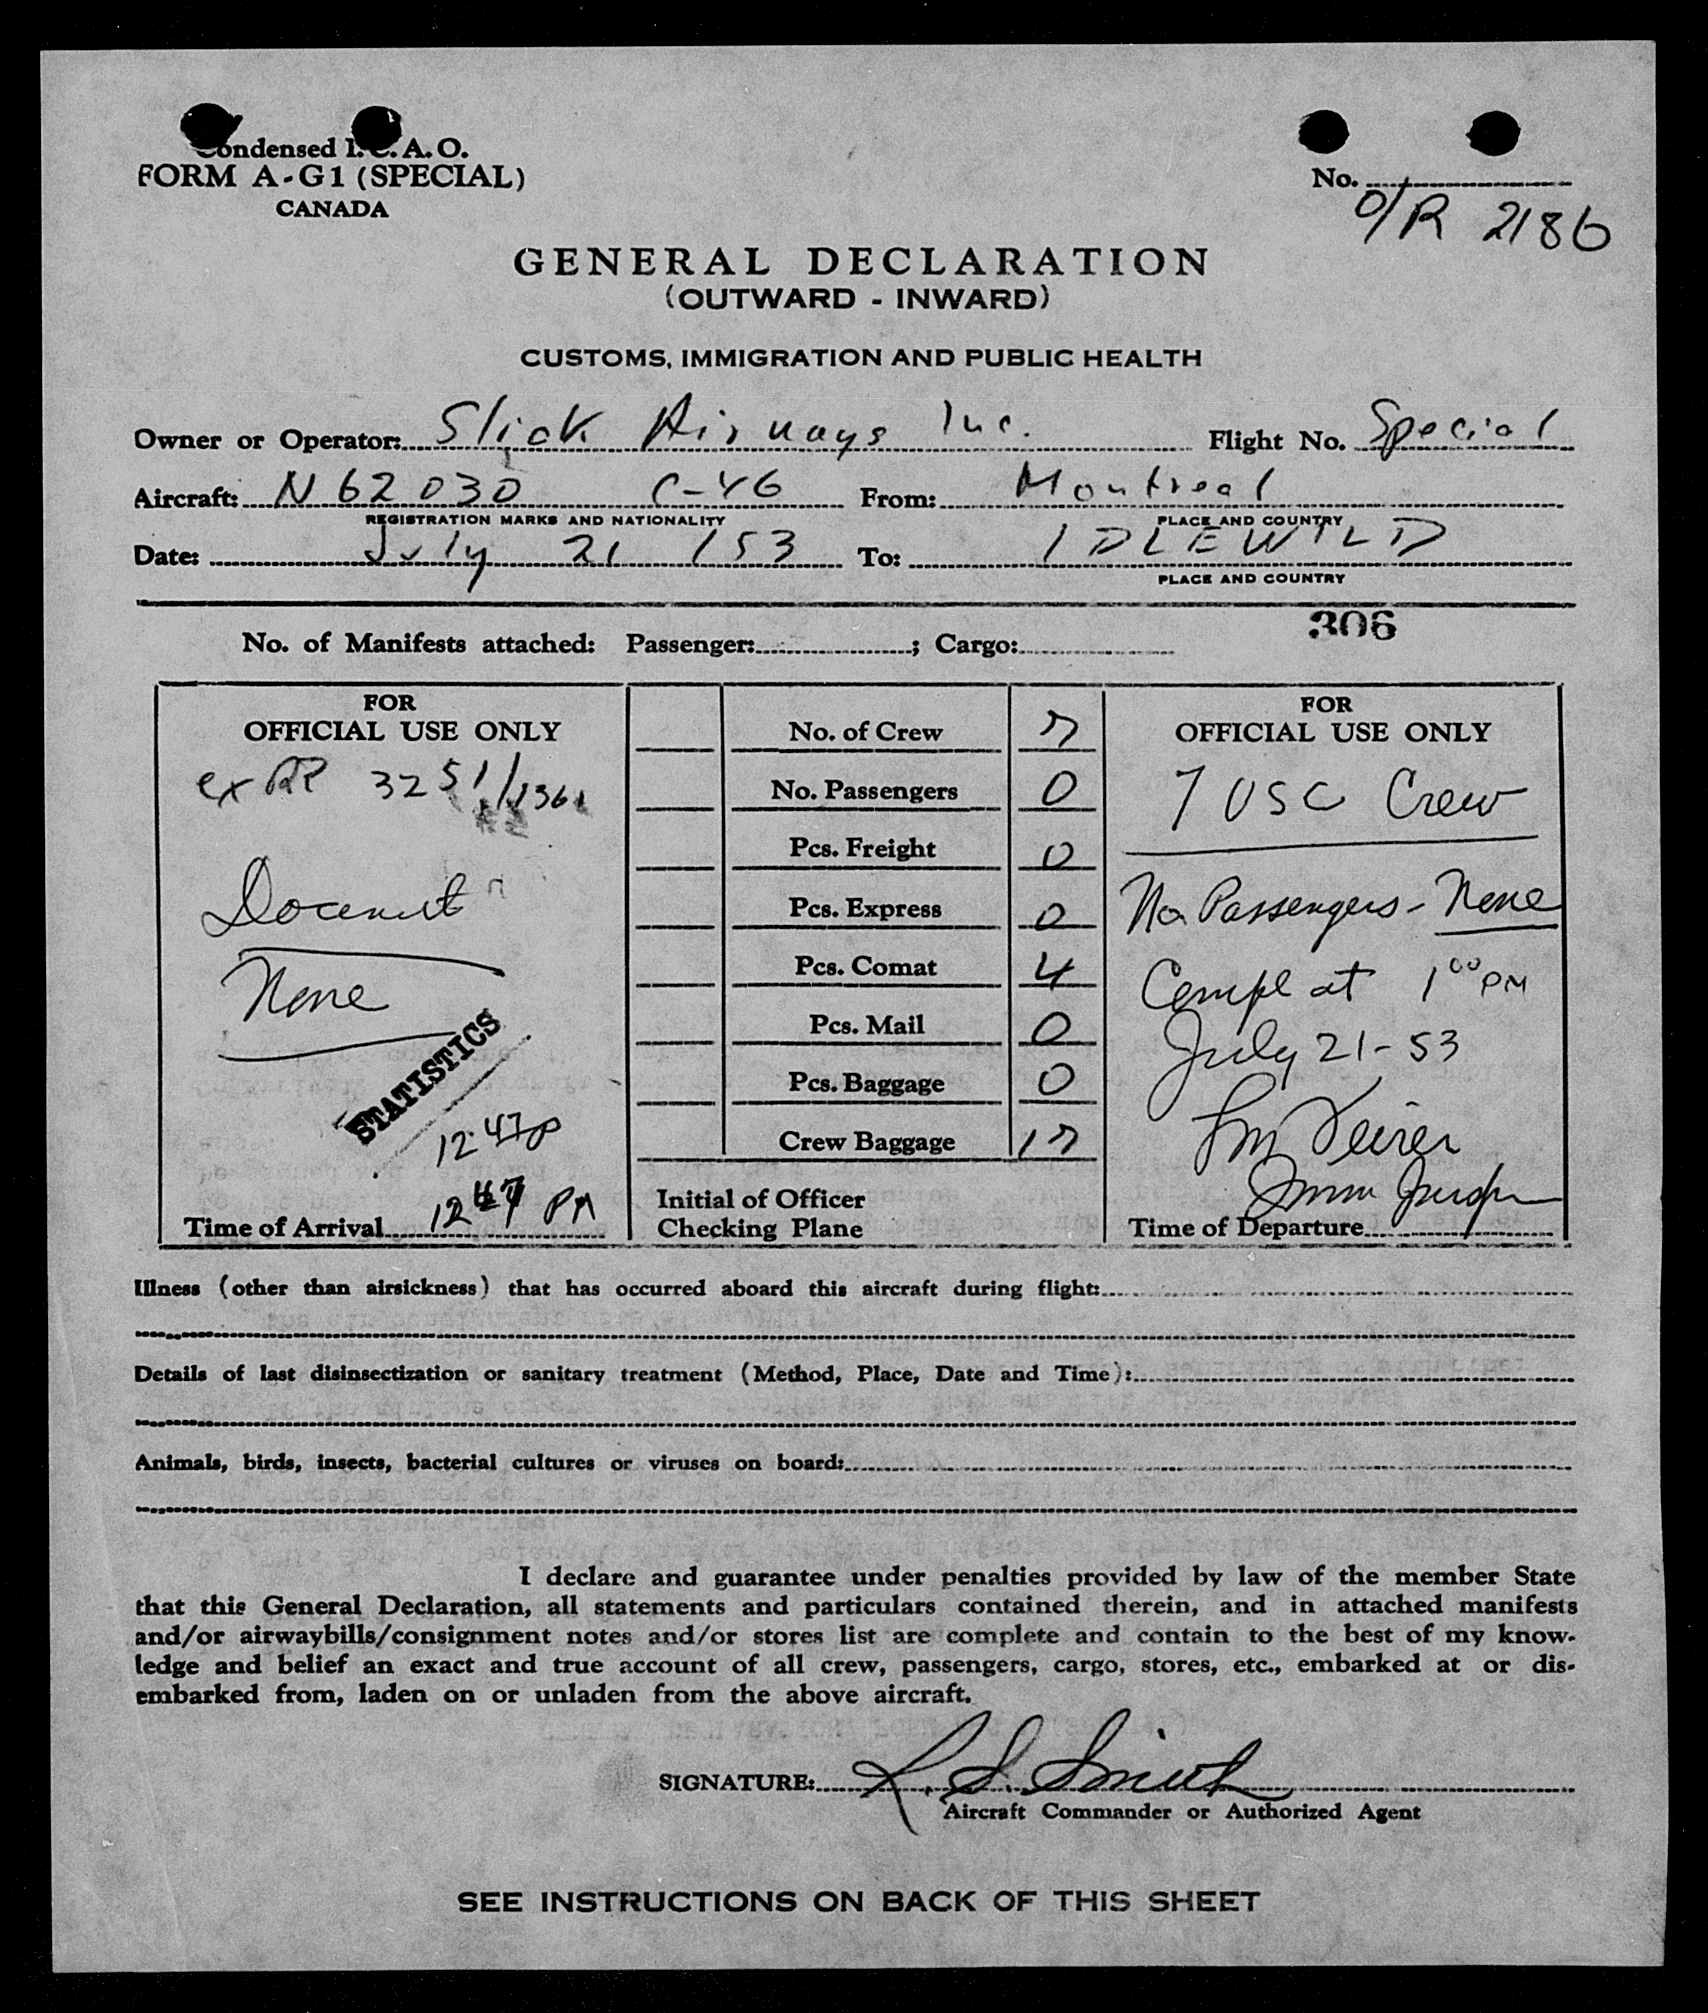 Condensed I.C.A.O.
FORM A-G1 (SPECIAL)
CANADA
No.
O/R 2186
GENERAL DECLARATION
(OUTWARD - INWARD)
CUSTOMS, IMMIGRATION AND PUBLIC HEALTH
Owner or Operator: Slick Airways Inc. Flight No. Special
Aircraft: N62030 C-46 From: Montreal
REGISTRATION MARKS AND NATIONALITY PLACE AND COUNTRY
Date: July 21 / 53 To: IDLEWILD
PLACE AND COUNTRY
306
No. of Manifests attached: Passenger: ; Cargo:
FOR
OFFICIAL USE ONLY
3251
None
STATISTICS
12:47p
Time of Arrival 1247 PM
No. of Crew 7
No. Passengers 0
Pcs. Freight 0
Pcs. Express 0
Pcs. Comat 4
Pcs. Mail 0
Pcs. Baggage 0
Crew Baggage 17
Initial of Officer
Checking Plane
FOR
OFFICIAL USE ONLY
7 USC Crew
No Passengers - None
Compl at 1 00 PM
July 21-53
Time of Departure
Illness (other than airsickness) that has occurred aboard this aircraft during flight:
Details of last disinsectization or sanitary treatment (Method, Place, Date and Time):
Animals, birds, insects, bacterial cultures or viruses on board:
I declare and guarantee under penalties provided by law of the member State
that this General Declaration, all statements and particulars contained therein, and in attached manifests
and/or airwaybills/consignment notes and/or stores list are complete and contain to the best of my know-
ledge and belief an exact and true account of all crew, passengers, cargo, stores, etc., embarked at or dis-
embarked from, laden on or unladen from the above aircraft.
SIGNATURE: R. S. Smith
Aircraft Commander or Authorized Agent
SEE INSTRUCTIONS ON BACK OF THIS SHEET